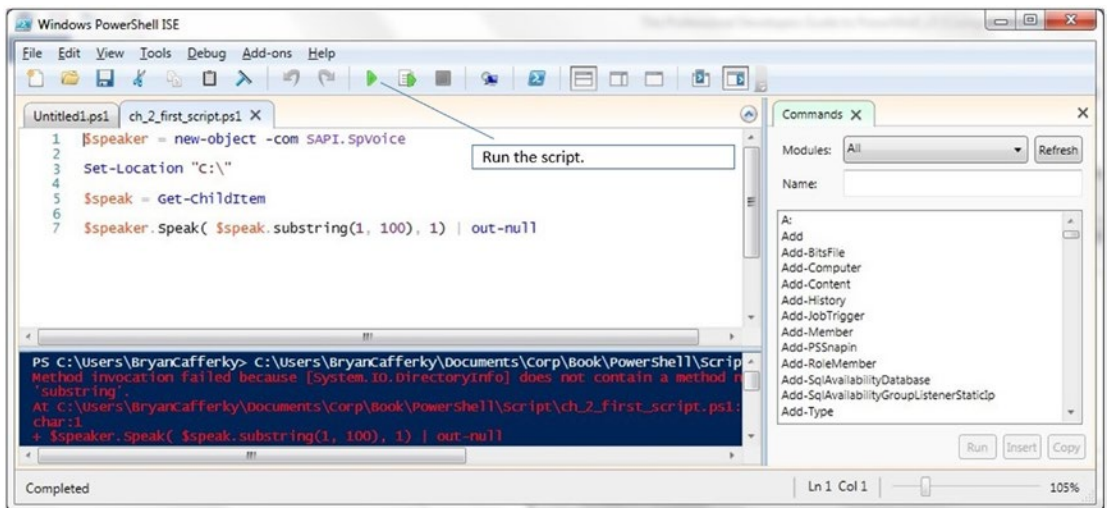 Windows PowerShell ISE
File Edit View Tools Debug Add-ons Help
Untitled1.ps1 ch_2_first_script.ps1 X
1 $speaker = new-object -com SAPI.SpVoice
2
3 Set-Location "C:\"
4
5 $speak = Get-ChildItem
6
7 $speaker.Speak( $speak.substring(1, 100), 1) | out-null
Run the script.
PS C:\Users\BryanCafferky> C:\Users\BryanCafferky\Documents\Corp\Book\PowerShell\Scrip
Method invocation failed because [System.IO.DirectoryInfo] does not contain a method n
'substring'.
At C:\Users\BryanCafferky\Documents\Corp\Book\PowerShell\Script\ch_2_first_script.ps1:
char:1
+ $speaker.Speak( $speak.substring(1, 100), 1) | out-null
Commands X
Modules: All Refresh
Name:
A:
Add
Add-BitsFile
Add-Computer
Add-Content
Add-History
Add-JobTrigger
Add-Member
Add-PSSnapin
Add-RoleMember
Add-SqlAvailabilityDatabase
Add-SqlAvailabilityGroupListenerStaticIp
Add-Type
Run Insert Copy
Completed Ln 1 Col 1 105%